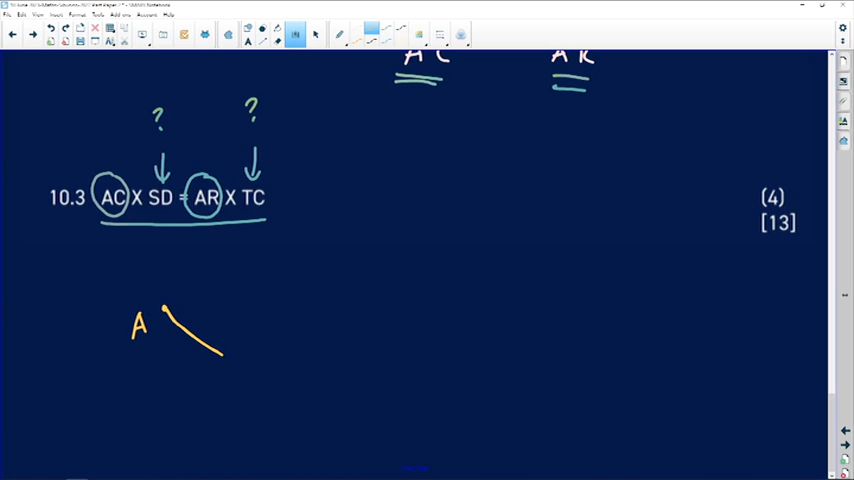 File Edit View Insert Format Tools Add-ons Account Help
A C
A R
? ?
10.3 AC X SD = AR X TC (4)
[13]
A